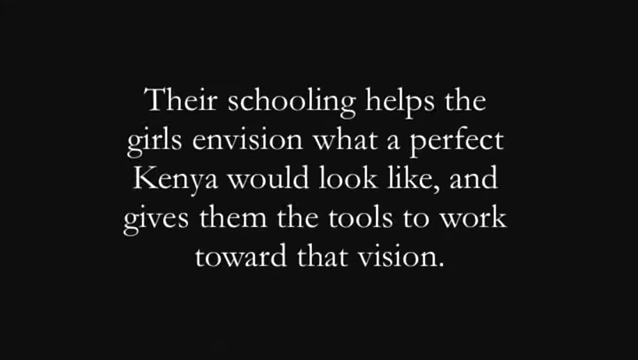 Their schooling helps the
girls envision what a perfect
Kenya would look like, and
gives them the tools to work
toward that vision.